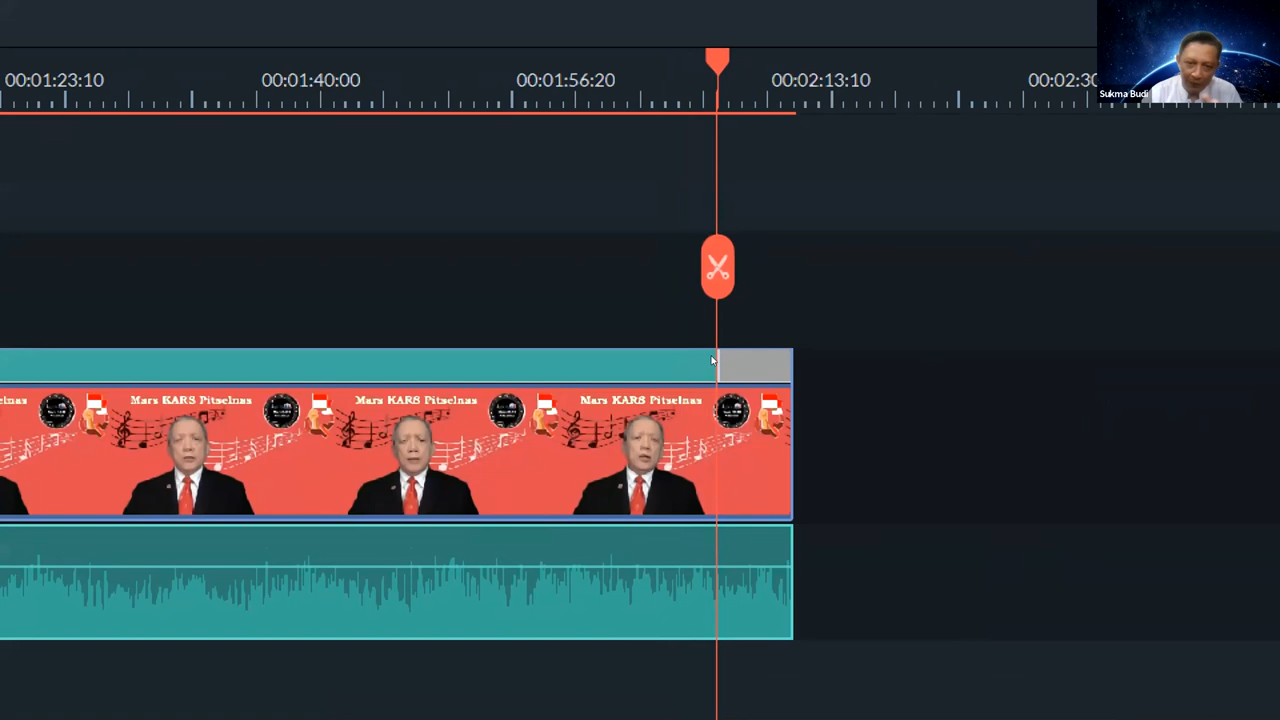 00:01:23:10 00:01:40:00 00:01:56:20 00:02:13:10 00:02:30
Sukma Budi
elnas Mars KARS Pitselnas Mars KARS Pitselnas Mars KARS Pitselnas